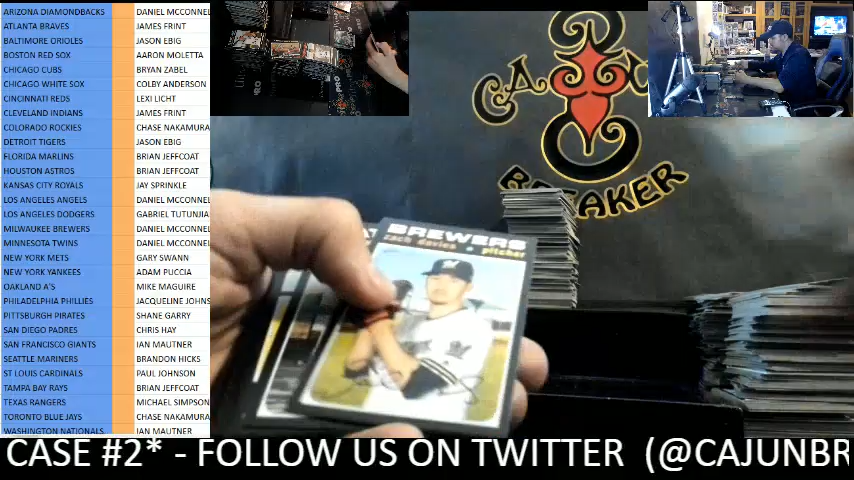 ARIZONA DIAMONDBACKS DANIEL MCCONNEL
ATLANTA BRAVES JAMES FRINT
BALTIMORE ORIOLES JASON EBIG
BOSTON RED SOX AARON MOLETTA
CHICAGO CUBS BRYAN ZABEL
CHICAGO WHITE SOX COLBY ANDERSON
CINCINNATI REDS LEXI LICHT
CLEVELAND INDIANS JAMES FRINT
COLORADO ROCKIES CHASE NAKAMURA
DETROIT TIGERS JASON EBIG
FLORIDA MARLINS BRIAN JEFFCOAT
HOUSTON ASTROS BRIAN JEFFCOAT
KANSAS CITY ROYALS JAY SPRINKLE
LOS ANGELES ANGELS DANIEL MCCONNEL
LOS ANGELES DODGERS GABRIEL TUTUNJIA
MILWAUKEE BREWERS DANIEL MCCONNEL
MINNESOTA TWINS DANIEL MCCONNEL
NEW YORK METS GARY SWANN
NEW YORK YANKEES ADAM PUCCIA
OAKLAND A'S MIKE MAGUIRE
PHILADELPHIA PHILLIES JACQUELINE JOHNS
PITTSBURGH PIRATES SHANE GARRY
SAN DIEGO PADRES CHRIS HAY
SAN FRANCISCO GIANTS IAN MAUTNER
SEATTLE MARINERS BRANDON HICKS
ST LOUIS CARDINALS PAUL JOHNSON
TAMPA BAY RAYS BRIAN JEFFCOAT
TEXAS RANGERS MICHAEL SIMPSON
TORONTO BLUE JAYS CHASE NAKAMURA
WASHINGTON NATIONALS IAN MAUTNER
CAJU
BREAKER
BREWERS
zach davies • pitcher
CASE #2* - FOLLOW US ON TWITTER (@CAJUNBR